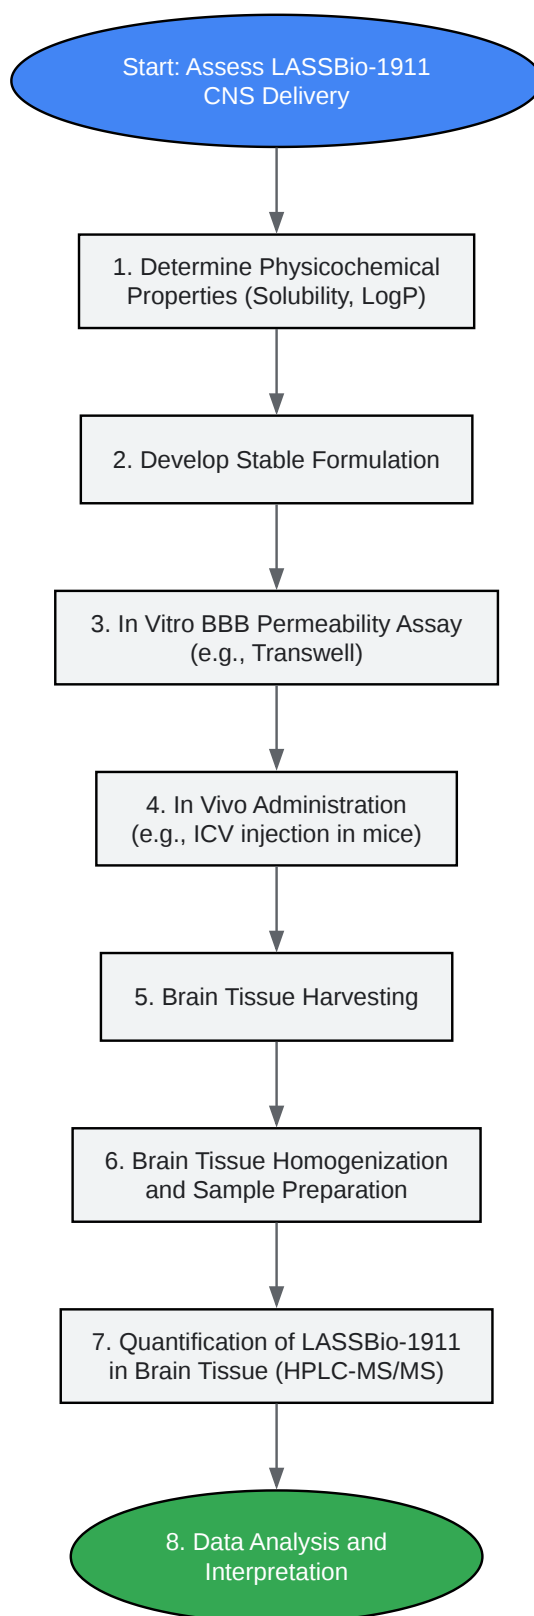 Start: Assess LASSBio-1911
CNS Delivery
1. Determine Physicochemical
Properties (Solubility, LogP)
2. Develop Stable Formulation
3. In Vitro BBB Permeability Assay
(e.g., Transwell)
4. In Vivo Administration
(e.g., ICV injection in mice)
5. Brain Tissue Harvesting
6. Brain Tissue Homogenization
and Sample Preparation
7. Quantification of LASSBio-1911
in Brain Tissue (HPLC-MS/MS)
8. Data Analysis and
Interpretation